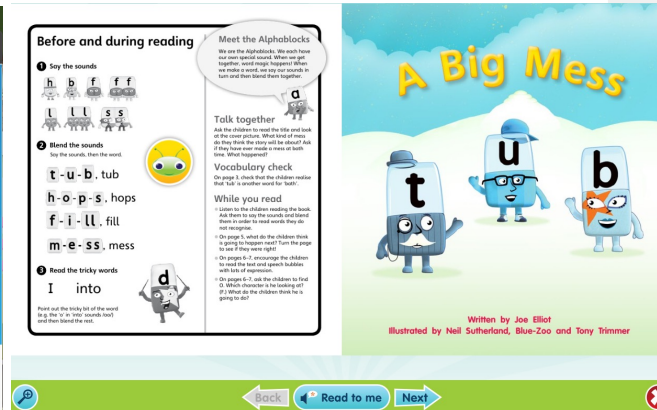 Before and during reading
1 Say the sounds
h b f ff
l ll ss
2 Blend the sounds
Say the sounds, then the word.
t-u-b, tub
h-o-p-s, hops
f-i-ll, fill
m-e-ss, mess
3 Read the tricky words
I into
Point out the tricky bit of the word
(e.g. the 'o' in 'into' sounds /oo/)
and then blend the rest.
d
Meet the Alphablocks
We are the Alphablocks. We each have
our own special sound. When we get
together, word magic happens! When
we make a word, we say our sounds in
turn and then blend them together.
a
Talk together
Ask the children to read the title and look
at the cover picture. What kind of mess
do they think the story will be about? Ask
if they have ever made a mess at bath
time. What happened?
Vocabulary check
On page 3, check that the children realise
that 'tub' is another word for 'bath'.
While you read
Listen to the children reading the book.
Ask them to say the sounds and blend
them in order to read words they do
not recognise.
On page 5, what do the children think
is going to happen next? Turn the page
to see if they were right!
On pages 6–7, encourage the children
to read the text and speech bubbles
with lots of expression.
On pages 6–7, ask the children to find
D. Which character is he looking at?
(F.) What do the children think he is
going to do?
A Big Mess
t u b
Written by Joe Elliot
Illustrated by Neil Sutherland, Blue-Zoo and Tony Trimmer
Back Read to me Next